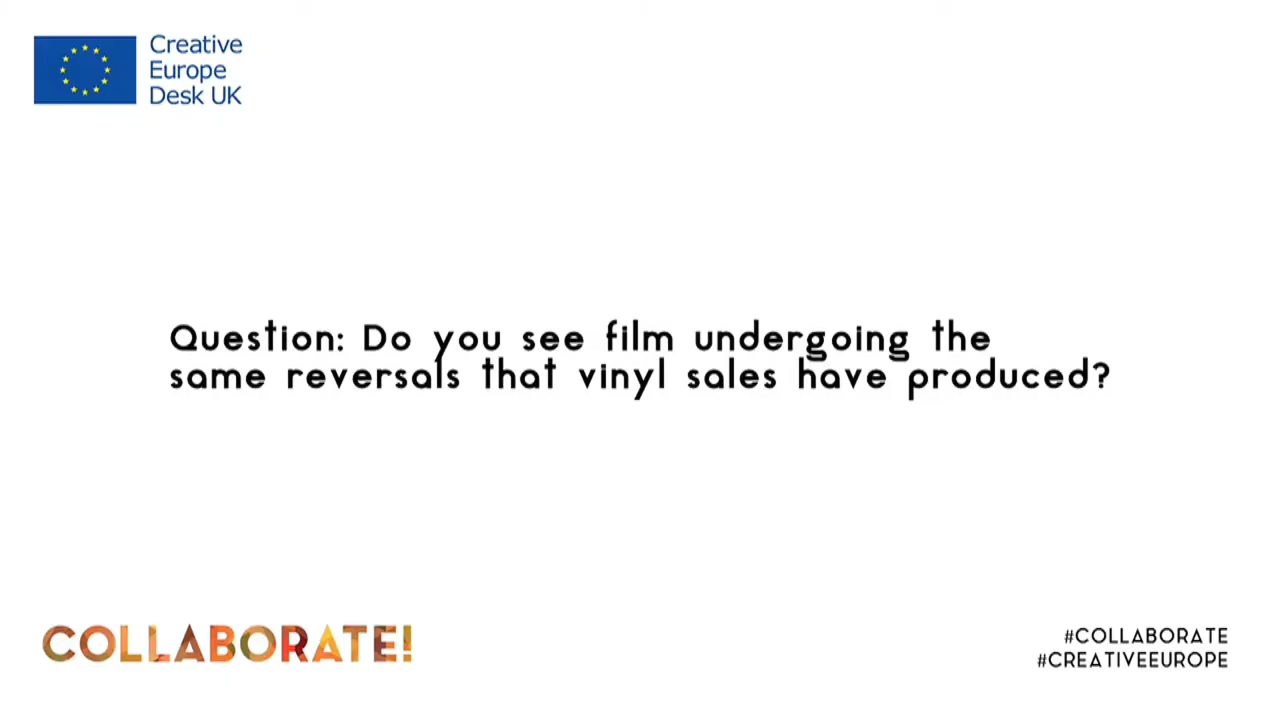 Creative
Europe
Desk UK
Question: Do you see film undergoing the
same reversals that vinyl sales have produced?
COLLABORATE!
#COLLABORATE
#CREATIVEEUROPE